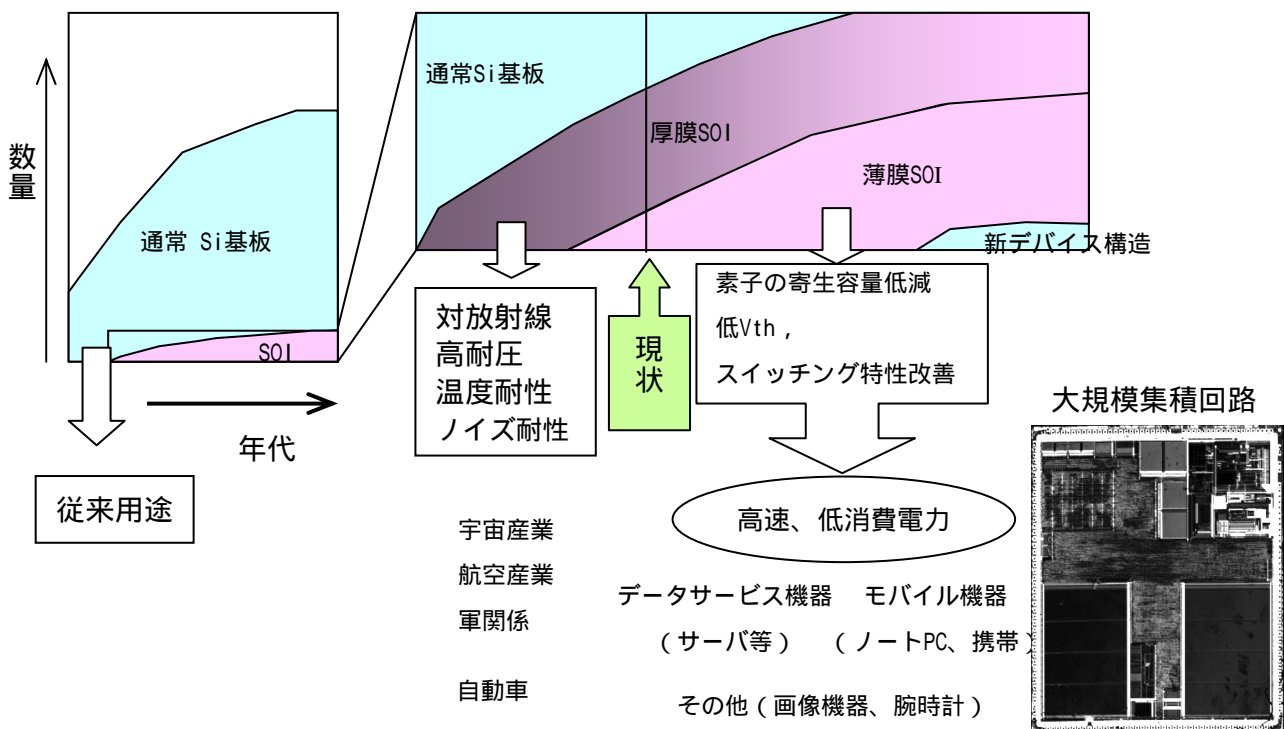 数量
通常 Si基板
SOI
年代
従来用途
通常Si基板
厚膜SOI
薄膜SOI
新デバイス構造
対放射線
高耐圧
温度耐性
ノイズ耐性
現状
素子の寄生容量低減
低Vth，
スイッチング特性改善
大規模集積回路
高速、低消費電力
宇宙産業
航空産業
軍関係
自動車
データサービス機器　モバイル機器
（サーバ等）　（ノートPC、携帯）
その他（画像機器、腕時計）